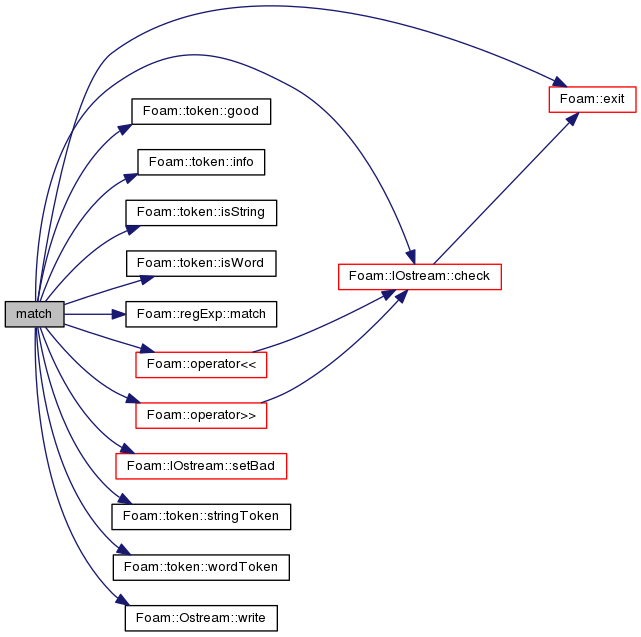 match
Foam::token::good
Foam::token::info
Foam::token::isString
Foam::token::isWord
Foam::regExp::match
Foam::operator<<
Foam::operator>>
Foam::IOstream::setBad
Foam::token::stringToken
Foam::token::wordToken
Foam::Ostream::write
Foam::IOstream::check
Foam::exit